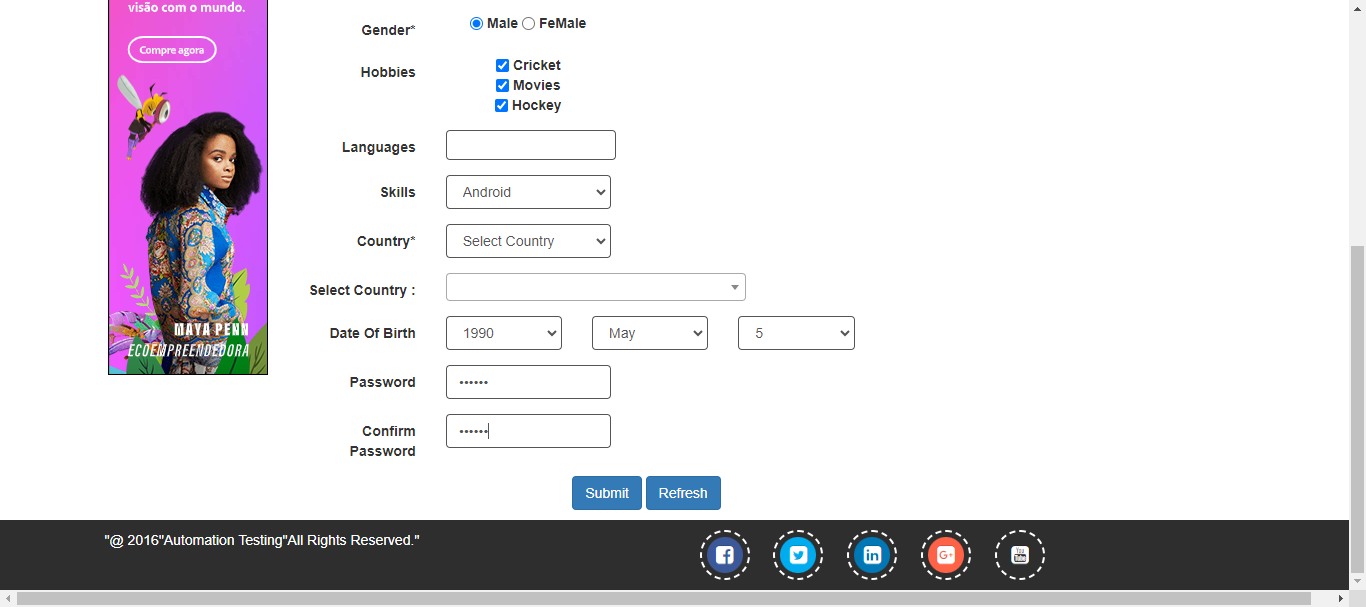 visão com o mundo.
Compre agora
MAYA PENN
ECOEMPREENDEDORA
Gender*
Male FeMale
Hobbies
Cricket
Movies
Hockey
Languages
Skills
Android
Country*
Select Country
Select Country :
Date Of Birth
1990 May 5
Password
••••••
Confirm
Password
••••••
Submit Refresh
"@ 2016"Automation Testing"All Rights Reserved."
G+
You
Tube